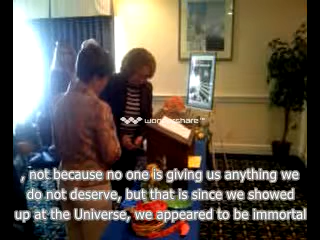 wondershare™
, not because no one is giving us anything we
do not deserve, but that is since we showed
up at the Universe, we appeared to be immortal